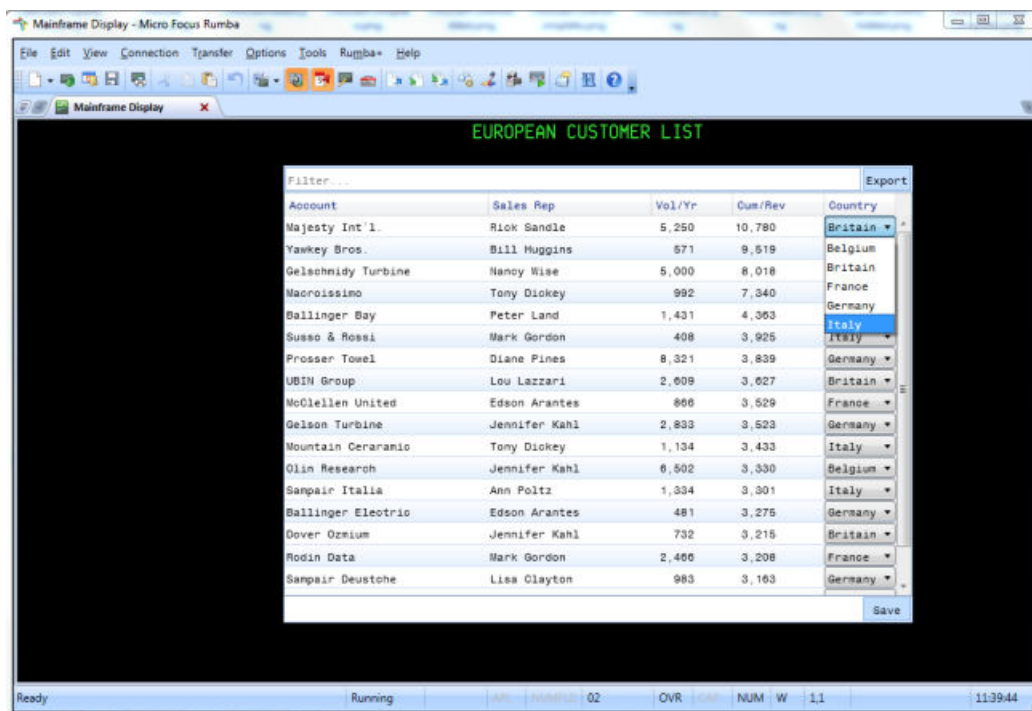 Mainframe Display - Micro Focus Rumba
File Edit View Connection Transfer Options Tools Rumba+ Help
Mainframe Display
EUROPEAN CUSTOMER LIST
Filter... Export
Account Sales Rep Vol/Yr Cum/Rev Country
Majesty Int'l. Rick Sandle 5,250 10,780 Britain
Yawkey Bros. Bill Huggins 571 9,519 Belgium
Gelschmidy Turbine Nancy Wise 5,000 8,018 Britain
Macroissimo Tony Dickey 992 7,340 France
Germany
Ballinger Bay Peter Land 1,431 4,363 Italy
Susso & Rossi Mark Gordon 408 3,925 Italy
Prosser Towel Diane Pines 8,321 3,839 Germany
UBIN Group Lou Lazzari 2,609 3,627 Britain
McClellen United Edson Arantes 866 3,529 France
Gelson Turbine Jennifer Kahl 2,833 3,523 Germany
Mountain Ceraramic Tony Dickey 1,134 3,433 Italy
Olin Research Jennifer Kahl 6,502 3,330 Belgium
Sampair Italia Ann Poltz 1,334 3,301 Italy
Ballinger Electric Edson Arantes 481 3,275 Germany
Dover Ozmium Jennifer Kahl 732 3,215 Britain
Rodin Data Mark Gordon 2,466 3,208 France
Sampair Deustche Lisa Clayton 983 3,163 Germany
Save
Ready Running 02 OVR CAP NUM W 1,1 11:39:44